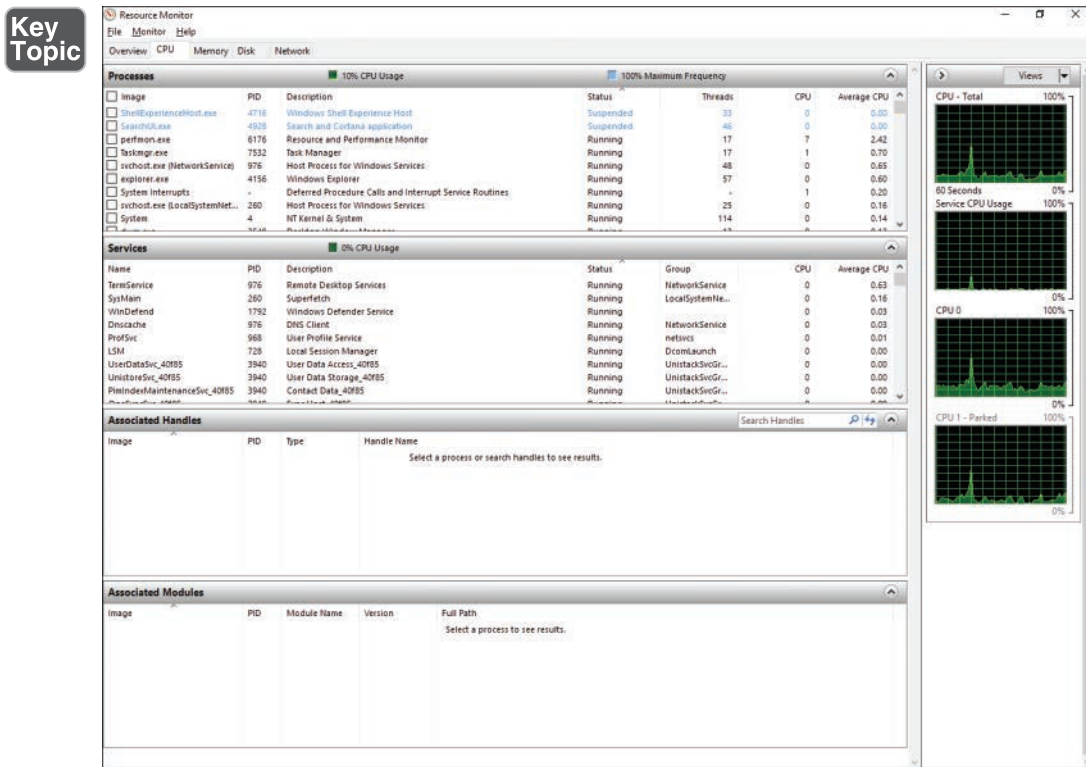 Key
Topic
Resource Monitor
File Monitor Help
Overview CPU Memory Disk Network
Processes 10% CPU Usage 100% Maximum Frequency
Image PID Description Status Threads CPU Average CPU
ShellExperienceHost.exe 4716 Windows Shell Experience Host Suspended 33 0 0.00
SearchUI.exe 4928 Search and Cortana application Suspended 46 0 0.00
perfmon.exe 6176 Resource and Performance Monitor Running 17 7 2.42
Taskmgr.exe 7532 Task Manager Running 17 1 0.70
svchost.exe (NetworkService) 976 Host Process for Windows Services Running 48 0 0.65
explorer.exe 4156 Windows Explorer Running 57 0 0.60
System Interrupts - Deferred Procedure Calls and Interrupt Service Routines Running - 1 0.20
svchost.exe (LocalSystemNet... 260 Host Process for Windows Services Running 25 0 0.16
System 4 NT Kernel & System Running 114 0 0.14
Services 0% CPU Usage
Name PID Description Status Group CPU Average CPU
TermService 976 Remote Desktop Services Running NetworkService 0 0.63
SysMain 260 Superfetch Running LocalSystemNe... 0 0.16
WinDefend 1792 Windows Defender Service Running 0 0.03
Dnscache 976 DNS Client Running NetworkService 0 0.03
ProfSvc 968 User Profile Service Running netsvcs 0 0.01
LSM 728 Local Session Manager Running DcomLaunch 0 0.00
UserDataSvc_40f85 3940 User Data Access_40f85 Running UnistackSvcGr... 0 0.00
UnistoreSvc_40f85 3940 User Data Storage_40f85 Running UnistackSvcGr... 0 0.00
PimIndexMaintenanceSvc_40f85 3940 Contact Data_40f85 Running UnistackSvcGr... 0 0.00
Associated Handles Search Handles
Image PID Type Handle Name
Select a process or search handles to see results.
Associated Modules
Image PID Module Name Version Full Path
Select a process to see results.
Views
CPU - Total 100%
60 Seconds 0%
Service CPU Usage 100%
0%
CPU 0 100%
0%
CPU 1 - Parked 100%
0%